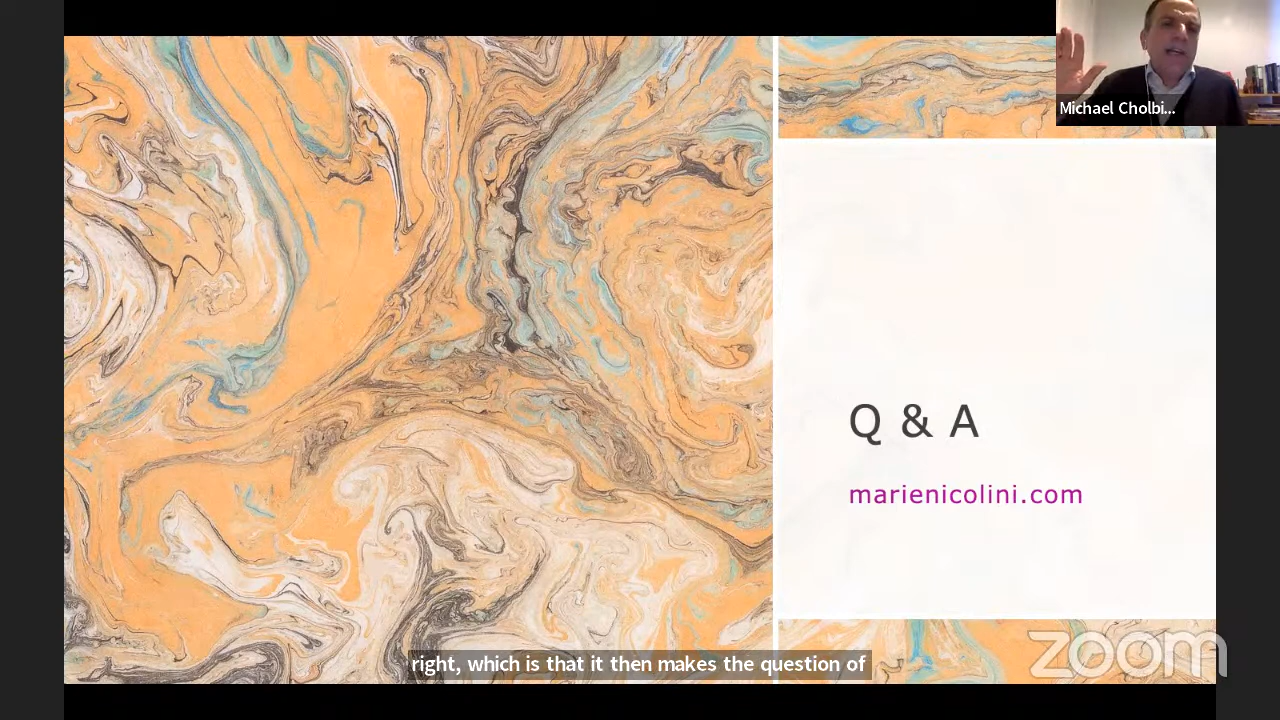 Michael Cholbi...
Q & A
marienicolini.com
right, which is that it then makes the question of
zoom